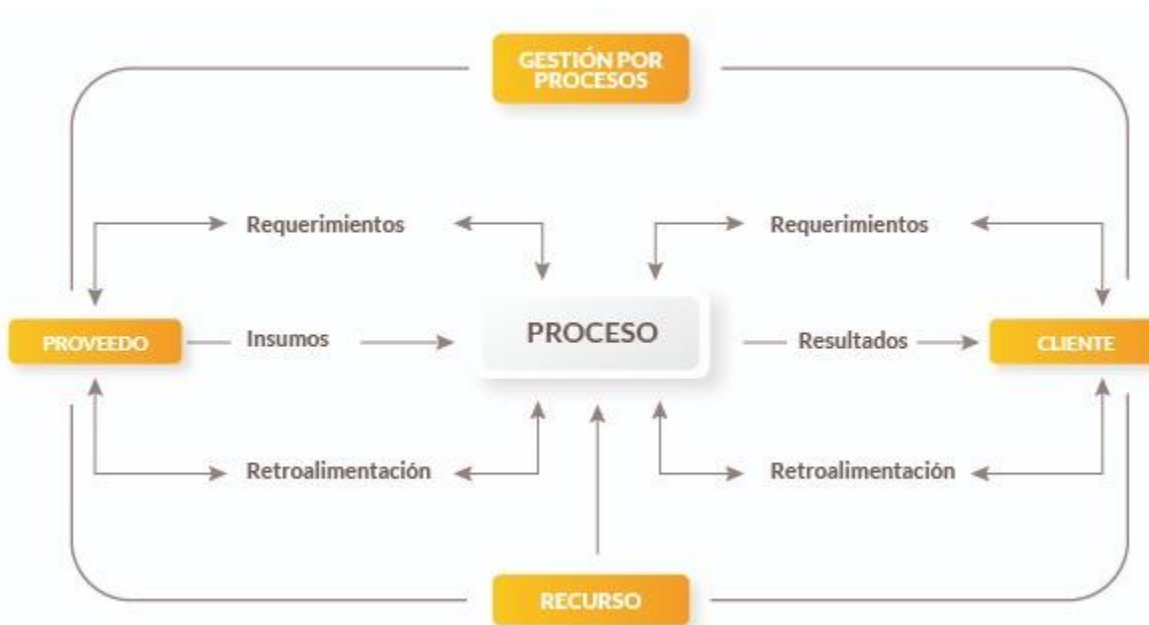 GESTIÓN POR
PROCESOS
Requerimientos
Requerimientos
PROVEEDO
Insumos
PROCESO
Resultados
CLIENTE
Retroalimentación
Retroalimentación
RECURSO